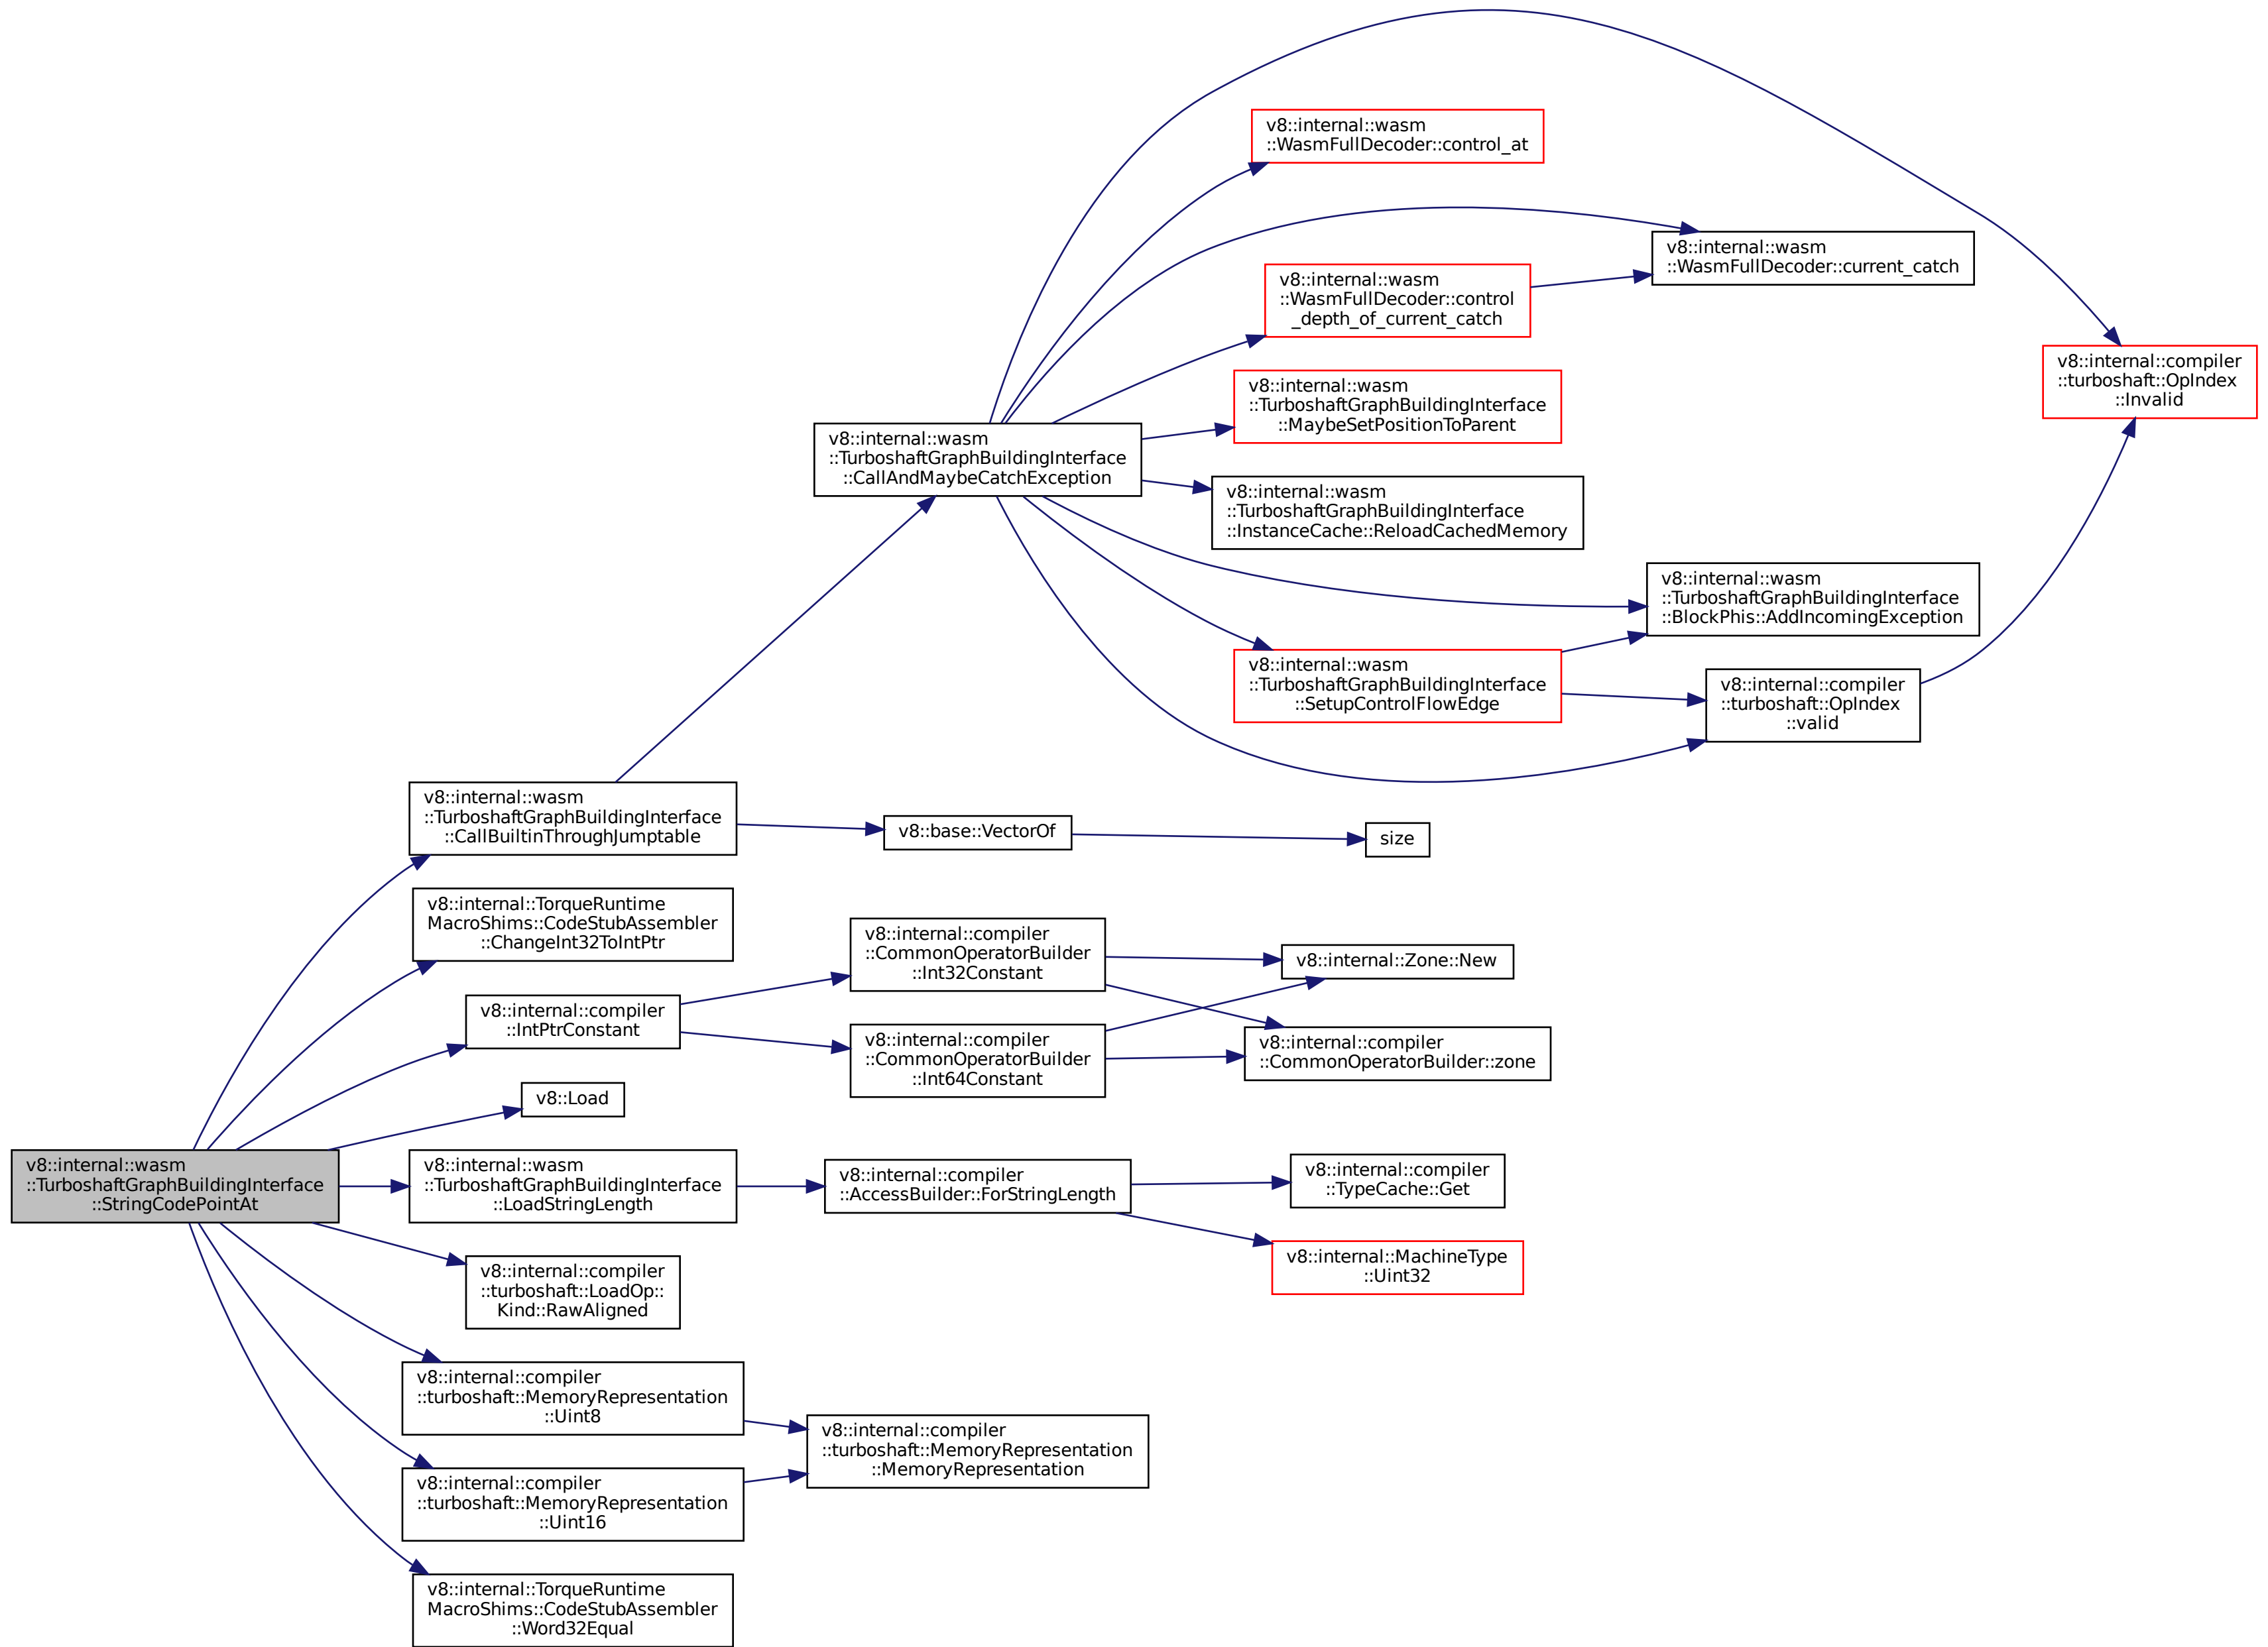 v8::internal::wasm
::WasmFullDecoder::control_at
v8::internal::wasm
::WasmFullDecoder::current_catch
v8::internal::wasm
::WasmFullDecoder::control
_depth_of_current_catch
v8::internal::compiler
::turboshaft::OpIndex
::Invalid
v8::internal::wasm
::TurboshaftGraphBuildingInterface
::MaybeSetPositionToParent
v8::internal::wasm
::TurboshaftGraphBuildingInterface
::CallAndMaybeCatchException
v8::internal::wasm
::TurboshaftGraphBuildingInterface
::InstanceCache::ReloadCachedMemory
v8::internal::wasm
::TurboshaftGraphBuildingInterface
::BlockPhis::AddIncomingException
v8::internal::wasm
::TurboshaftGraphBuildingInterface
::SetupControlFlowEdge
v8::internal::compiler
::turboshaft::OpIndex
::valid
v8::internal::wasm
::TurboshaftGraphBuildingInterface
::CallBuiltinThroughJumptable
v8::base::VectorOf
size
v8::internal::TorqueRuntime
MacroShims::CodeStubAssembler
::ChangeInt32ToIntPtr
v8::internal::compiler
::CommonOperatorBuilder
::Int32Constant
v8::internal::Zone::New
v8::internal::compiler
::IntPtrConstant
v8::internal::compiler
::CommonOperatorBuilder
::Int64Constant
v8::internal::compiler
::CommonOperatorBuilder::zone
v8::Load
v8::internal::wasm
::TurboshaftGraphBuildingInterface
::StringCodePointAt
v8::internal::wasm
::TurboshaftGraphBuildingInterface
::LoadStringLength
v8::internal::compiler
::AccessBuilder::ForStringLength
v8::internal::compiler
::TypeCache::Get
v8::internal::MachineType
::Uint32
v8::internal::compiler
::turboshaft::LoadOp::
Kind::RawAligned
v8::internal::compiler
::turboshaft::MemoryRepresentation
::Uint8
v8::internal::compiler
::turboshaft::MemoryRepresentation
::MemoryRepresentation
v8::internal::compiler
::turboshaft::MemoryRepresentation
::Uint16
v8::internal::TorqueRuntime
MacroShims::CodeStubAssembler
::Word32Equal